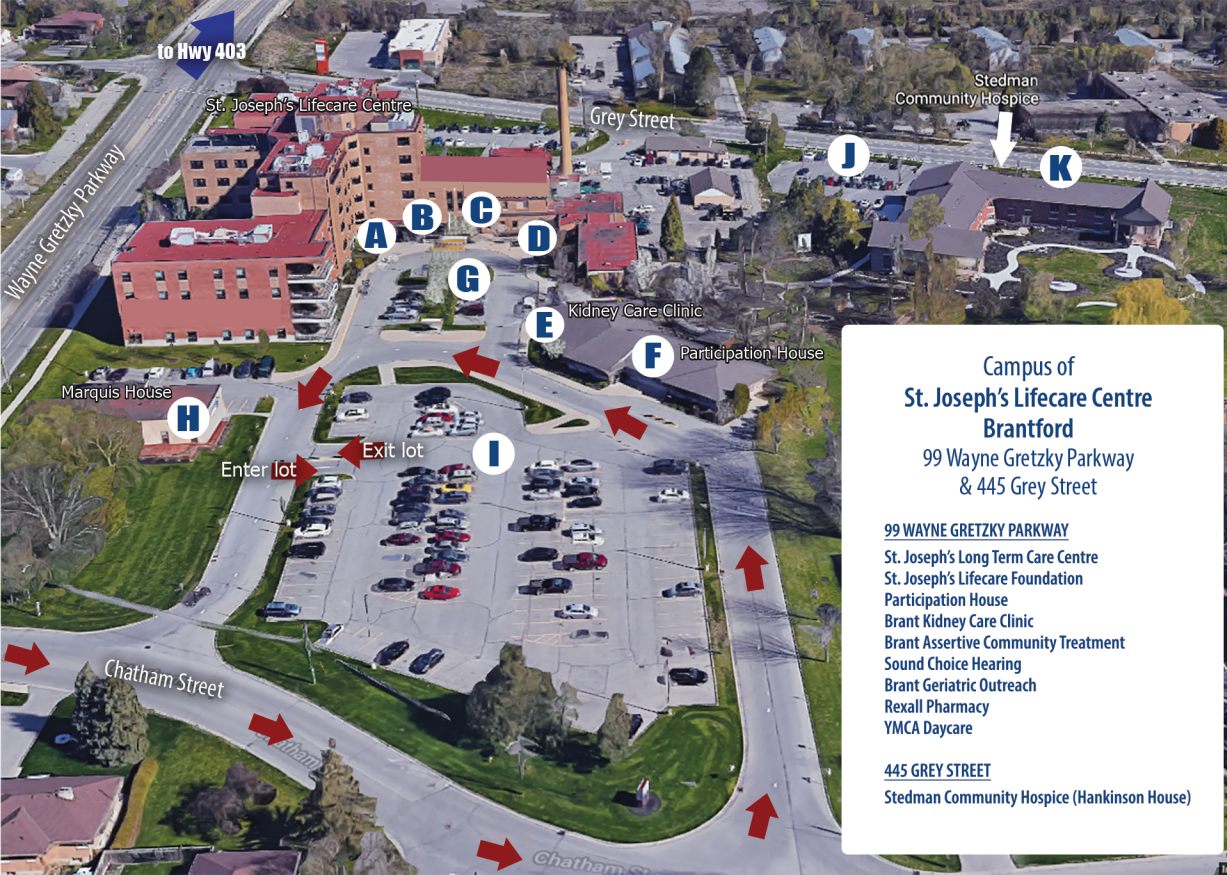 to Hwy 403
Wayne Gretzky Parkway
St. Joseph's Lifecare Centre
Grey Street
Stedman
Community Hospice
J
K
A
B
C
D
G
E
Kidney Care Clinic
F
Participation House
Marquis House
H
I
Exit lot
Enter lot
Chatham Street
Chatham
Chatham St
Campus of
St. Joseph's Lifecare Centre
Brantford
99 Wayne Gretzky Parkway
& 445 Grey Street
99 WAYNE GRETZKY PARKWAY
St. Joseph's Long Term Care Centre
St. Joseph's Lifecare Foundation
Participation House
Brant Kidney Care Clinic
Brant Assertive Community Treatment
Sound Choice Hearing
Brant Geriatric Outreach
Rexall Pharmacy
YMCA Daycare
445 GREY STREET
Stedman Community Hospice (Hankinson House)